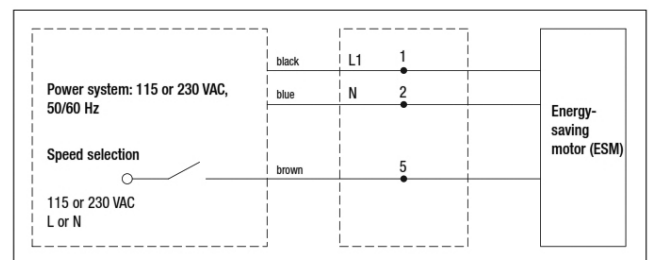 Power system: 115 or 230 VAC,
50/60 Hz
Speed selection
115 or 230 VAC
L or N
black
blue
brown
L1
1
N
2
5
Energy-
saving
motor (ESM)